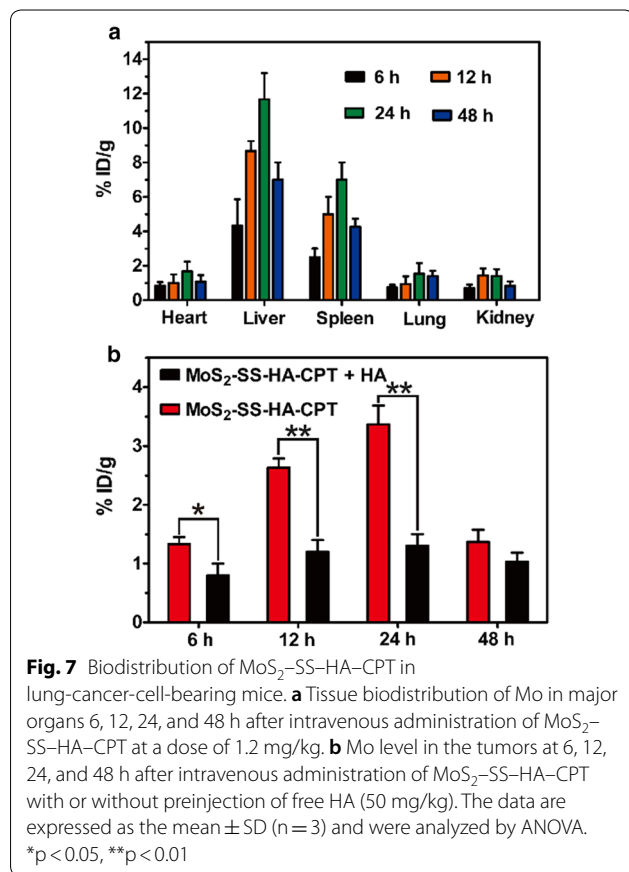 a
14
12
10
8
6
4
2
0
% ID/g
6 h 12 h
24 h 48 h
Heart Liver Spleen Lung Kidney
b
4
3
2
1
0
% ID/g
MoS₂-SS-HA-CPT + HA
MoS₂-SS-HA-CPT
* ** **
6 h 12 h 24 h 48 h
Fig. 7 Biodistribution of MoS₂–SS–HA–CPT in
lung-cancer-cell-bearing mice. a Tissue biodistribution of Mo in major
organs 6, 12, 24, and 48 h after intravenous administration of MoS₂–
SS–HA–CPT at a dose of 1.2 mg/kg. b Mo level in the tumors at 6, 12,
24, and 48 h after intravenous administration of MoS₂–SS–HA–CPT
with or without preinjection of free HA (50 mg/kg). The data are
expressed as the mean ± SD (n = 3) and were analyzed by ANOVA.
*p < 0.05, **p < 0.01